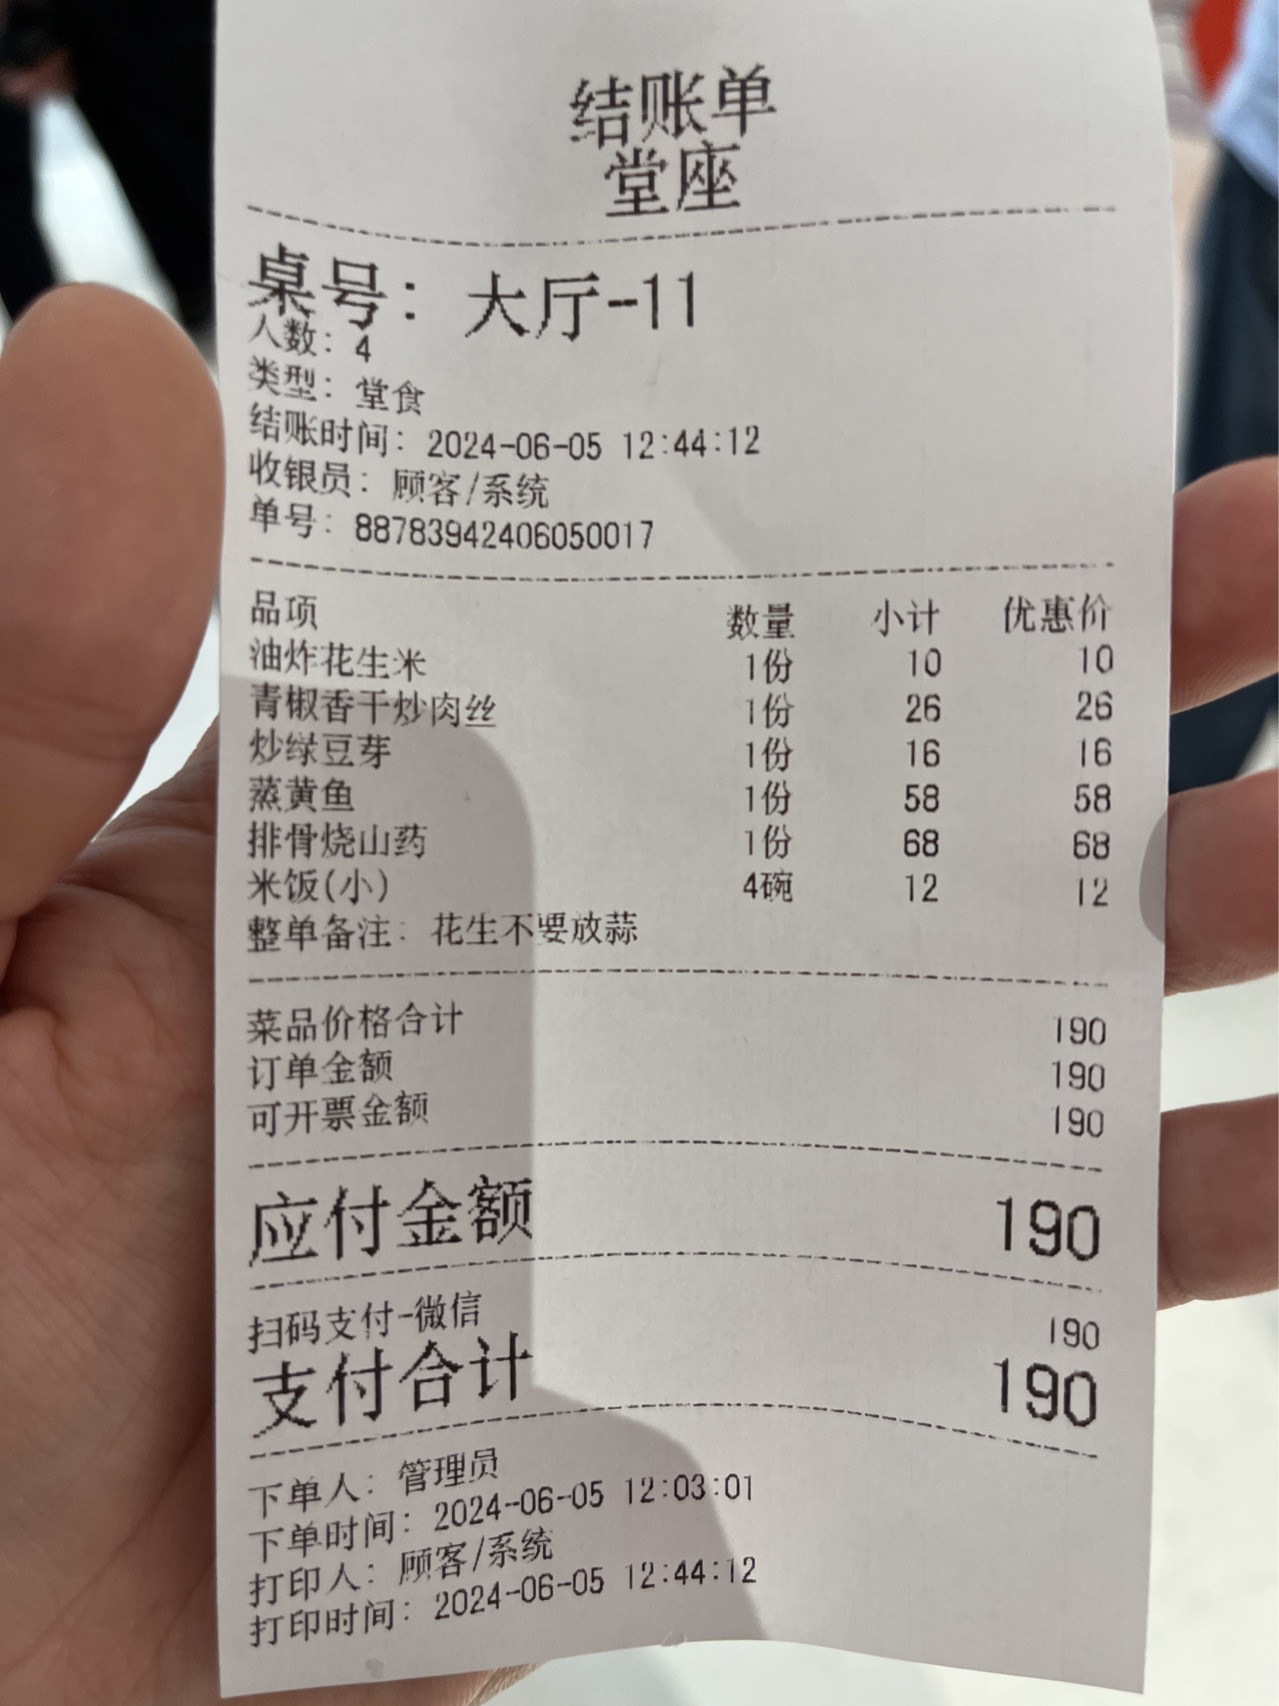 结账单
堂座
桌号：大厅-11
人数：4
类型：堂食
结账时间：2024-06-05 12:44:12
收银员：顾客/系统
单号：88783942406050017
品项 数量 小计 优惠价
油炸花生米 1份 10 10
青椒香干炒肉丝 1份 26 26
炒绿豆芽 1份 16 16
蒸黄鱼 1份 58 58
排骨烧山药 1份 68 68
米饭(小) 4碗 12 12
整单备注：花生不要放蒜
菜品价格合计 190
订单金额 190
可开票金额 190
应付金额 190
扫码支付-微信 190
支付合计 190
下单人：管理员
下单时间：2024-06-05 12:03:01
打印人：顾客/系统
打印时间：2024-06-05 12:44:12